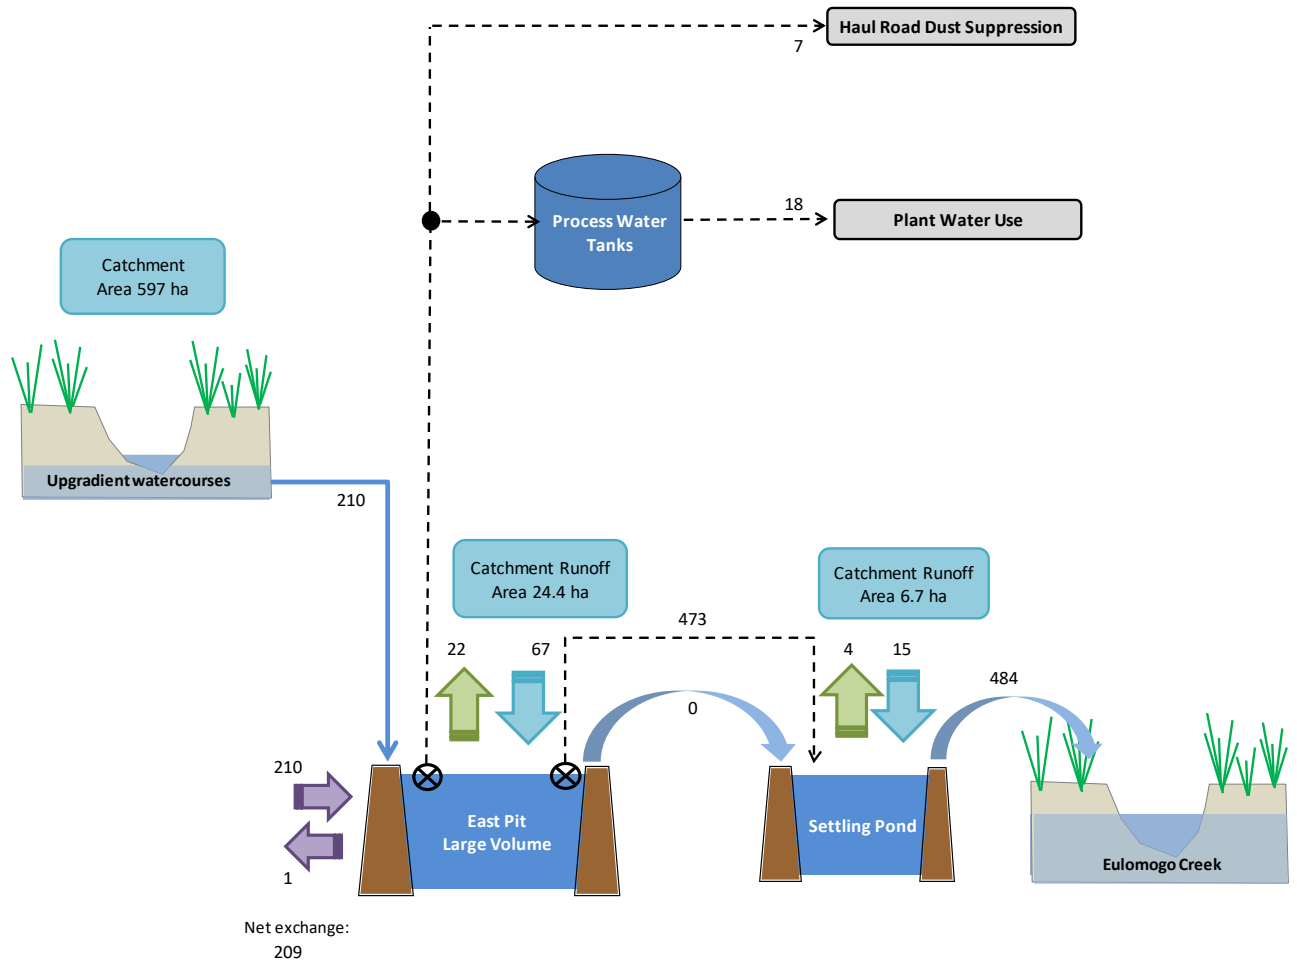 Haul Road Dust Suppression
7
Process Water
Tanks
18
Plant Water Use
Catchment
Area 597 ha
Upgradient watercourses
210
Catchment Runoff
Area 24.4 ha
Catchment Runoff
Area 6.7 ha
473
22
67
4
15
484
0
210
East Pit
Large Volume
Settling Pond
Eulomogo Creek
1
Net exchange:
209